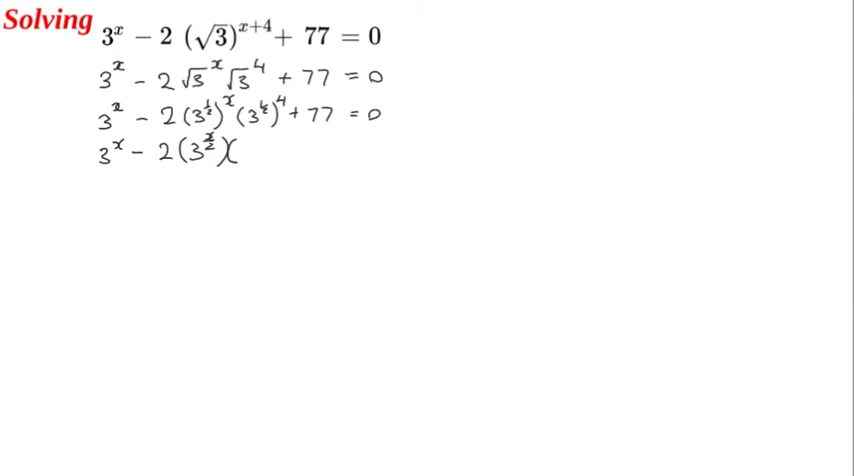 Solving 3^x − 2 (√3)^{x+4} + 77 = 0
3^x − 2 √3^x √3^4 + 77 = 0
3^x − 2 (3^{1/2})^x (3^{1/2})^4 + 77 = 0
3^x − 2 (3^{x/2}) (